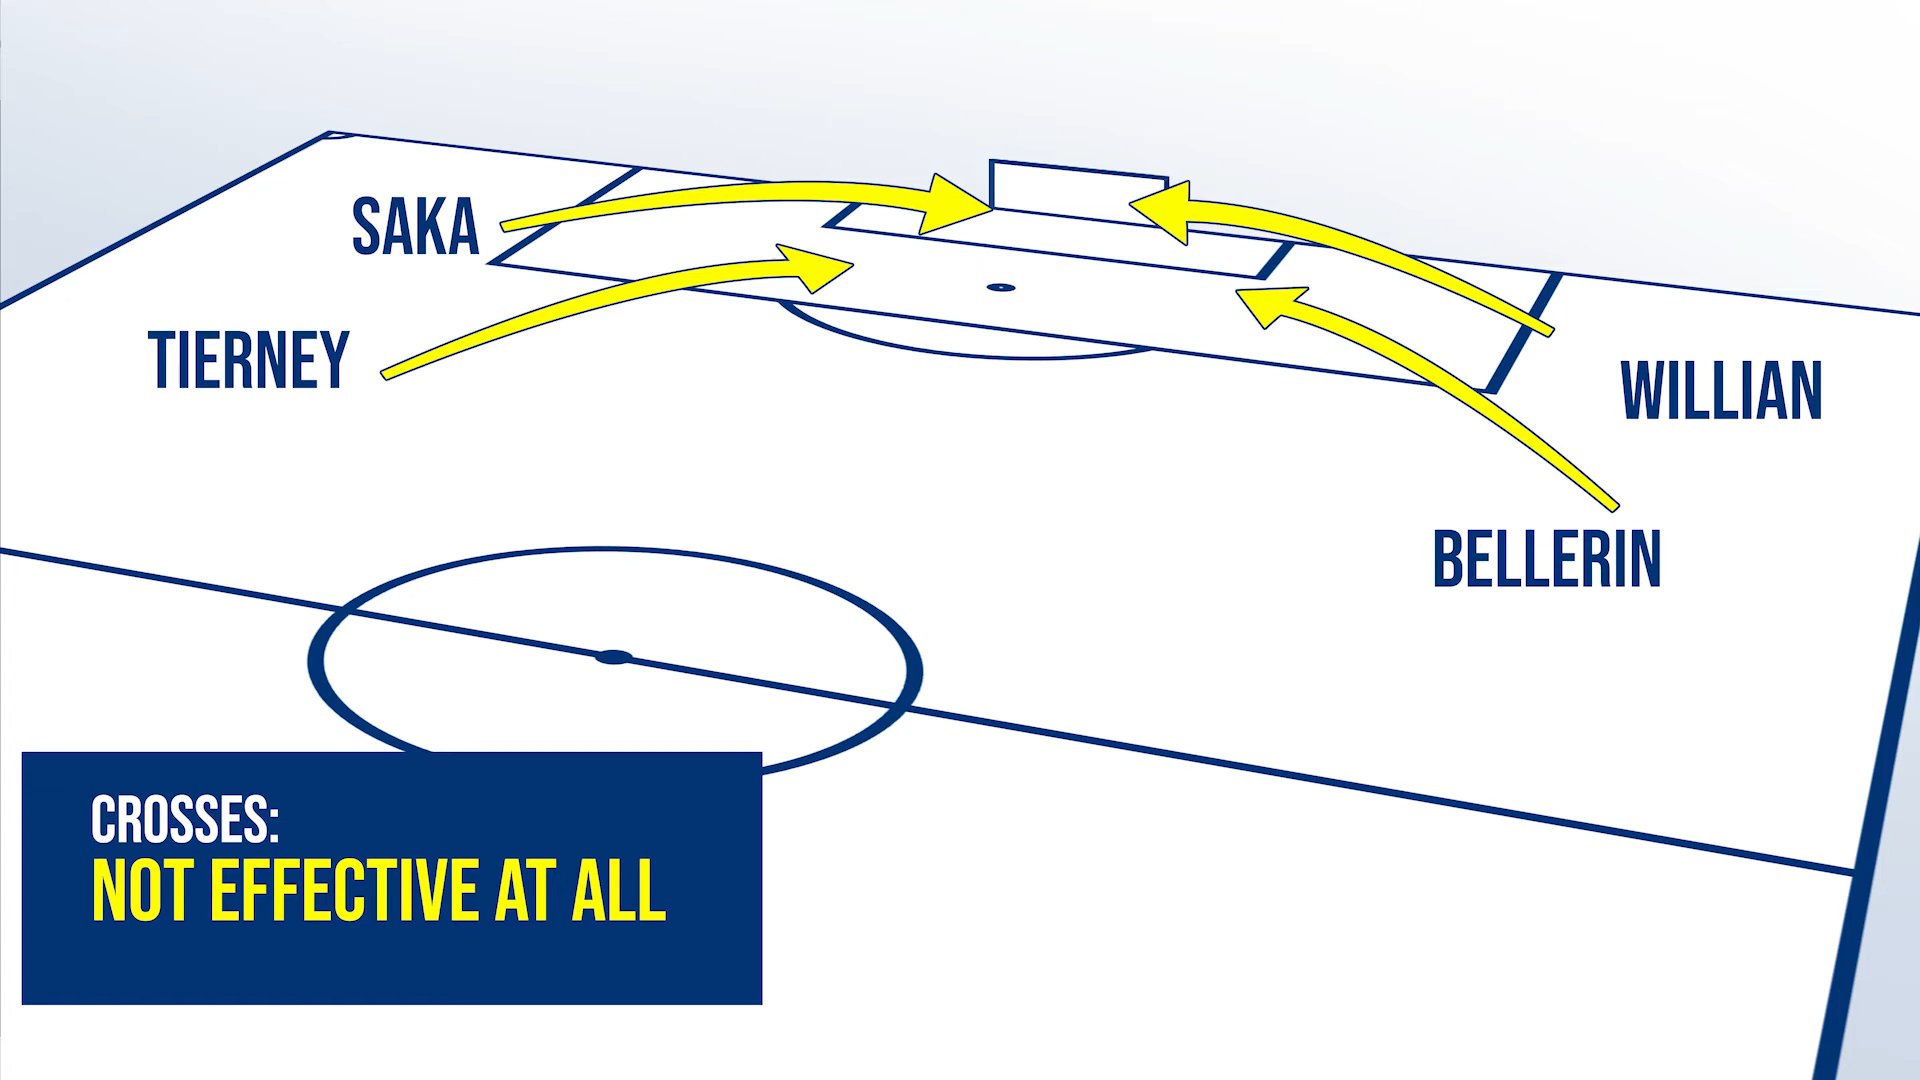 SAKA
TIERNEY
WILLIAN
BELLERIN
CROSSES:
NOT EFFECTIVE AT ALL